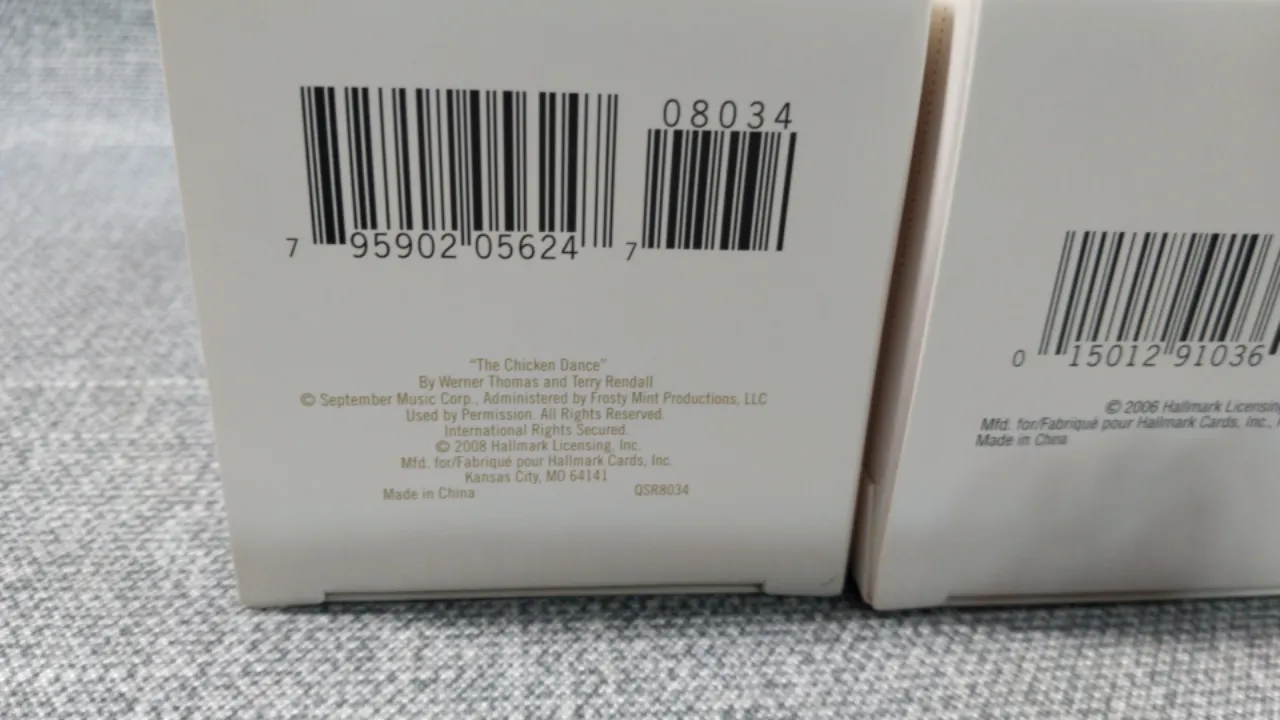 08034
7 95902 05624 7
"The Chicken Dance"
By Werner Thomas and Terry Rendall
© September Music Corp., Administered by Frosty Mint Productions, LLC
Used by Permission. All Rights Reserved.
International Rights Secured.
© 2008 Hallmark Licensing, Inc.
Mfd. for/Fabriqué pour Hallmark Cards, Inc.
Kansas City, MO 64141
Made in China QSR8034
0 15012 91036
© 2006 Hallmark Licensin
Mfd. for/Fabriqué pour Hallmark Cards, Inc.,
Made in China